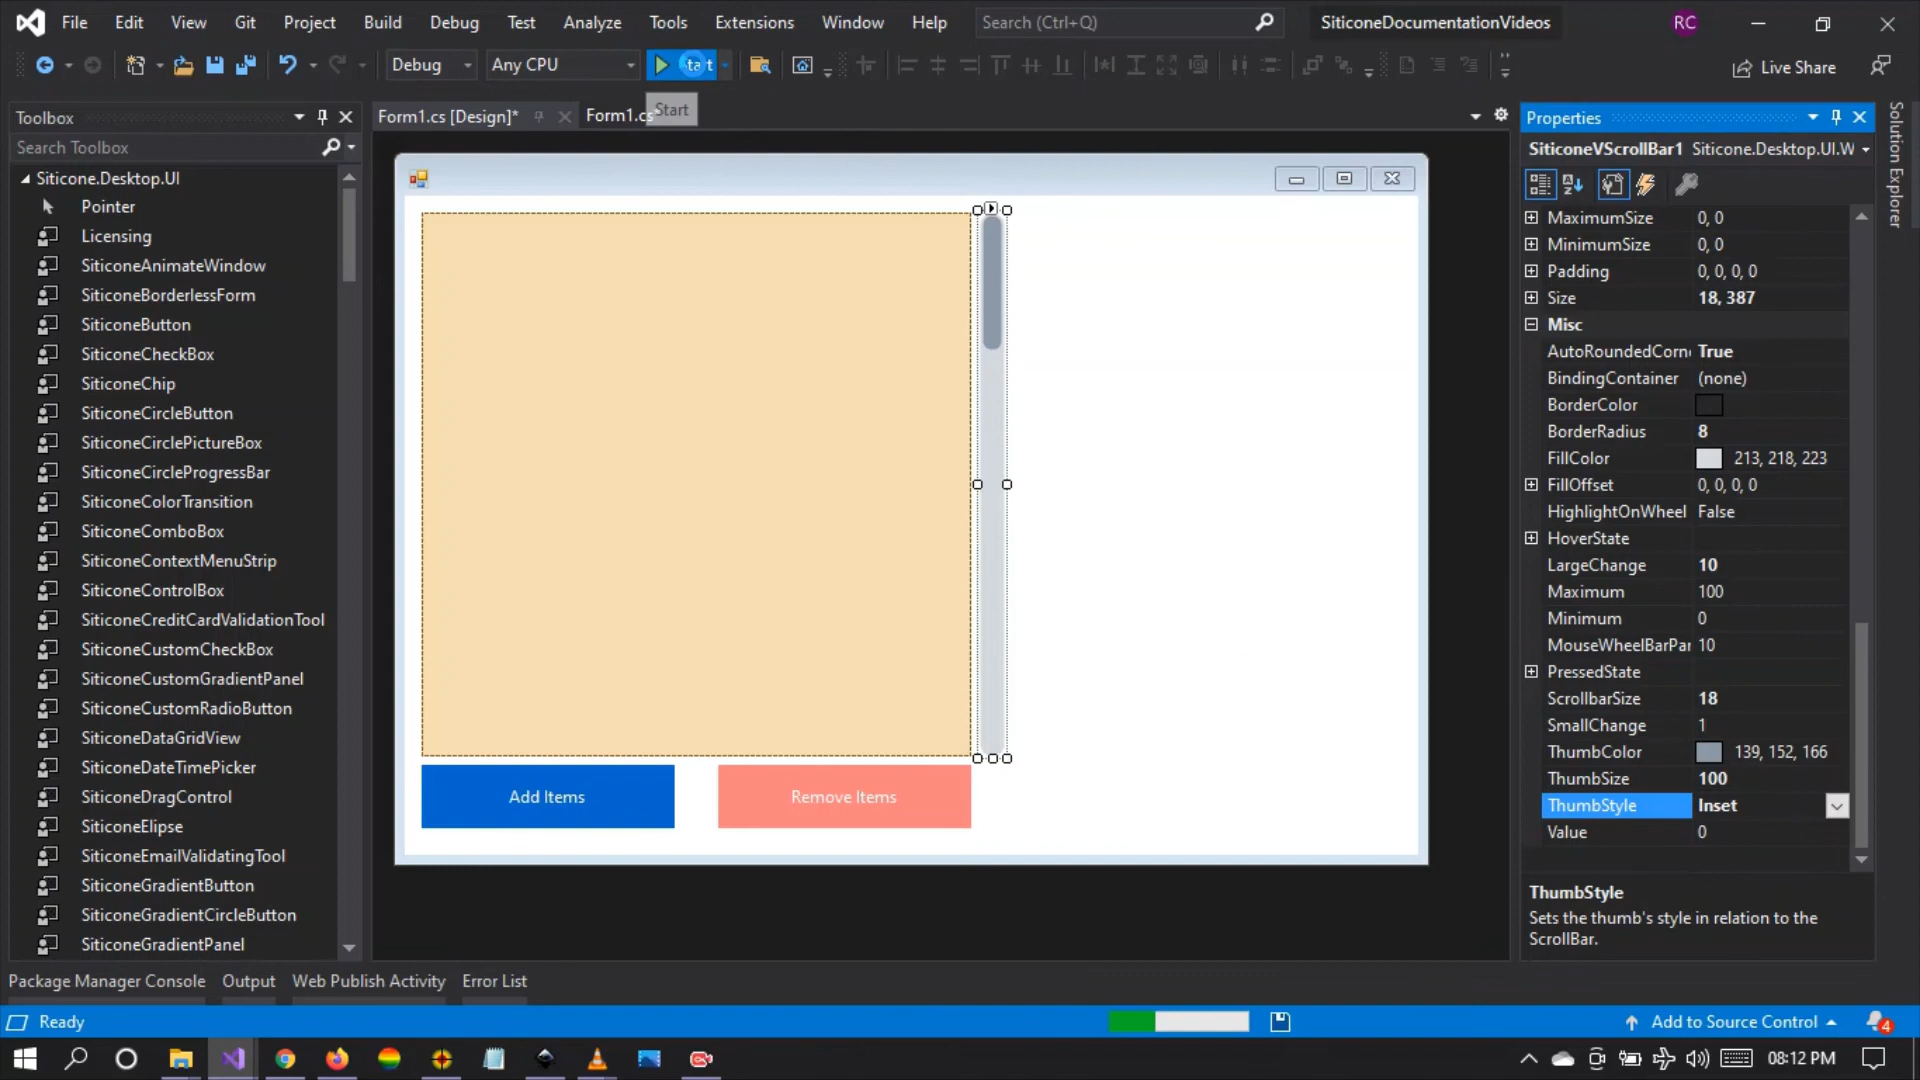 File Edit View Git Project Build Debug Test Analyze Tools Extensions Window Help Search (Ctrl+Q) SiticoneDocumentationVideos RC
Debug Any CPU Live Share
Start
Toolbox
Form1.cs [Design]*
Properties
Search Toolbox
SiticoneVScrollBar1 Siticone.Desktop.UI.W
Siticone.Desktop.UI
Pointer
Licensing
SiticoneAnimateWindow
SiticoneBorderlessForm
SiticoneButton
SiticoneCheckBox
SiticoneChip
SiticoneCircleButton
SiticoneCirclePictureBox
SiticoneCircleProgressBar
SiticoneColorTransition
SiticoneComboBox
SiticoneContextMenuStrip
SiticoneControlBox
SiticoneCreditCardValidationTool
SiticoneCustomCheckBox
SiticoneCustomGradientPanel
SiticoneCustomRadioButton
SiticoneDataGridView
SiticoneDateTimePicker
SiticoneDragControl
SiticoneElipse
SiticoneEmailValidatingTool
SiticoneGradientButton
SiticoneGradientCircleButton
SiticoneGradientPanel
Add Items
Remove Items
MaximumSize 0, 0
MinimumSize 0, 0
Padding 0, 0, 0, 0
Size 18, 387
Misc
AutoRoundedCorn True
BindingContainer (none)
BorderColor
BorderRadius 8
FillColor 213, 218, 223
FillOffset 0, 0, 0, 0
HighlightOnWheel False
HoverState
LargeChange 10
Maximum 100
Minimum 0
MouseWheelBarPar 10
PressedState
ScrollbarSize 18
SmallChange 1
ThumbColor 139, 152, 166
ThumbSize 100
ThumbStyle Inset
Value 0
ThumbStyle
Sets the thumb's style in relation to the
ScrollBar.
Solution Explorer
Package Manager Console Output Web Publish Activity Error List
Ready
Add to Source Control 4
08:12 PM